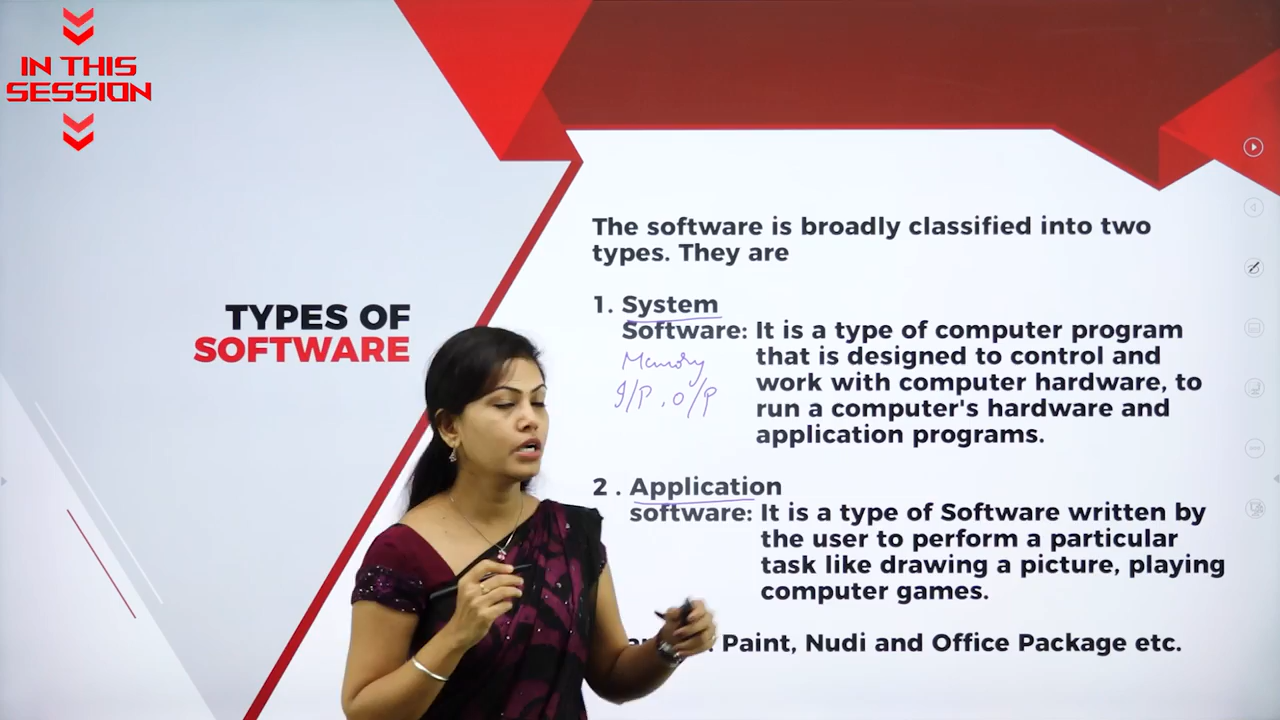 IN THIS
SESSION
TYPES OF
SOFTWARE
The software is broadly classified into two
types. They are
1. System
Software: It is a type of computer program
that is designed to control and
work with computer hardware, to
run a computer's hardware and
application programs.
Memory
I/P, O/P
2 . Application
software: It is a type of Software written by
the user to perform a particular
task like drawing a picture, playing
computer games.
Paint, Nudi and Office Package etc.